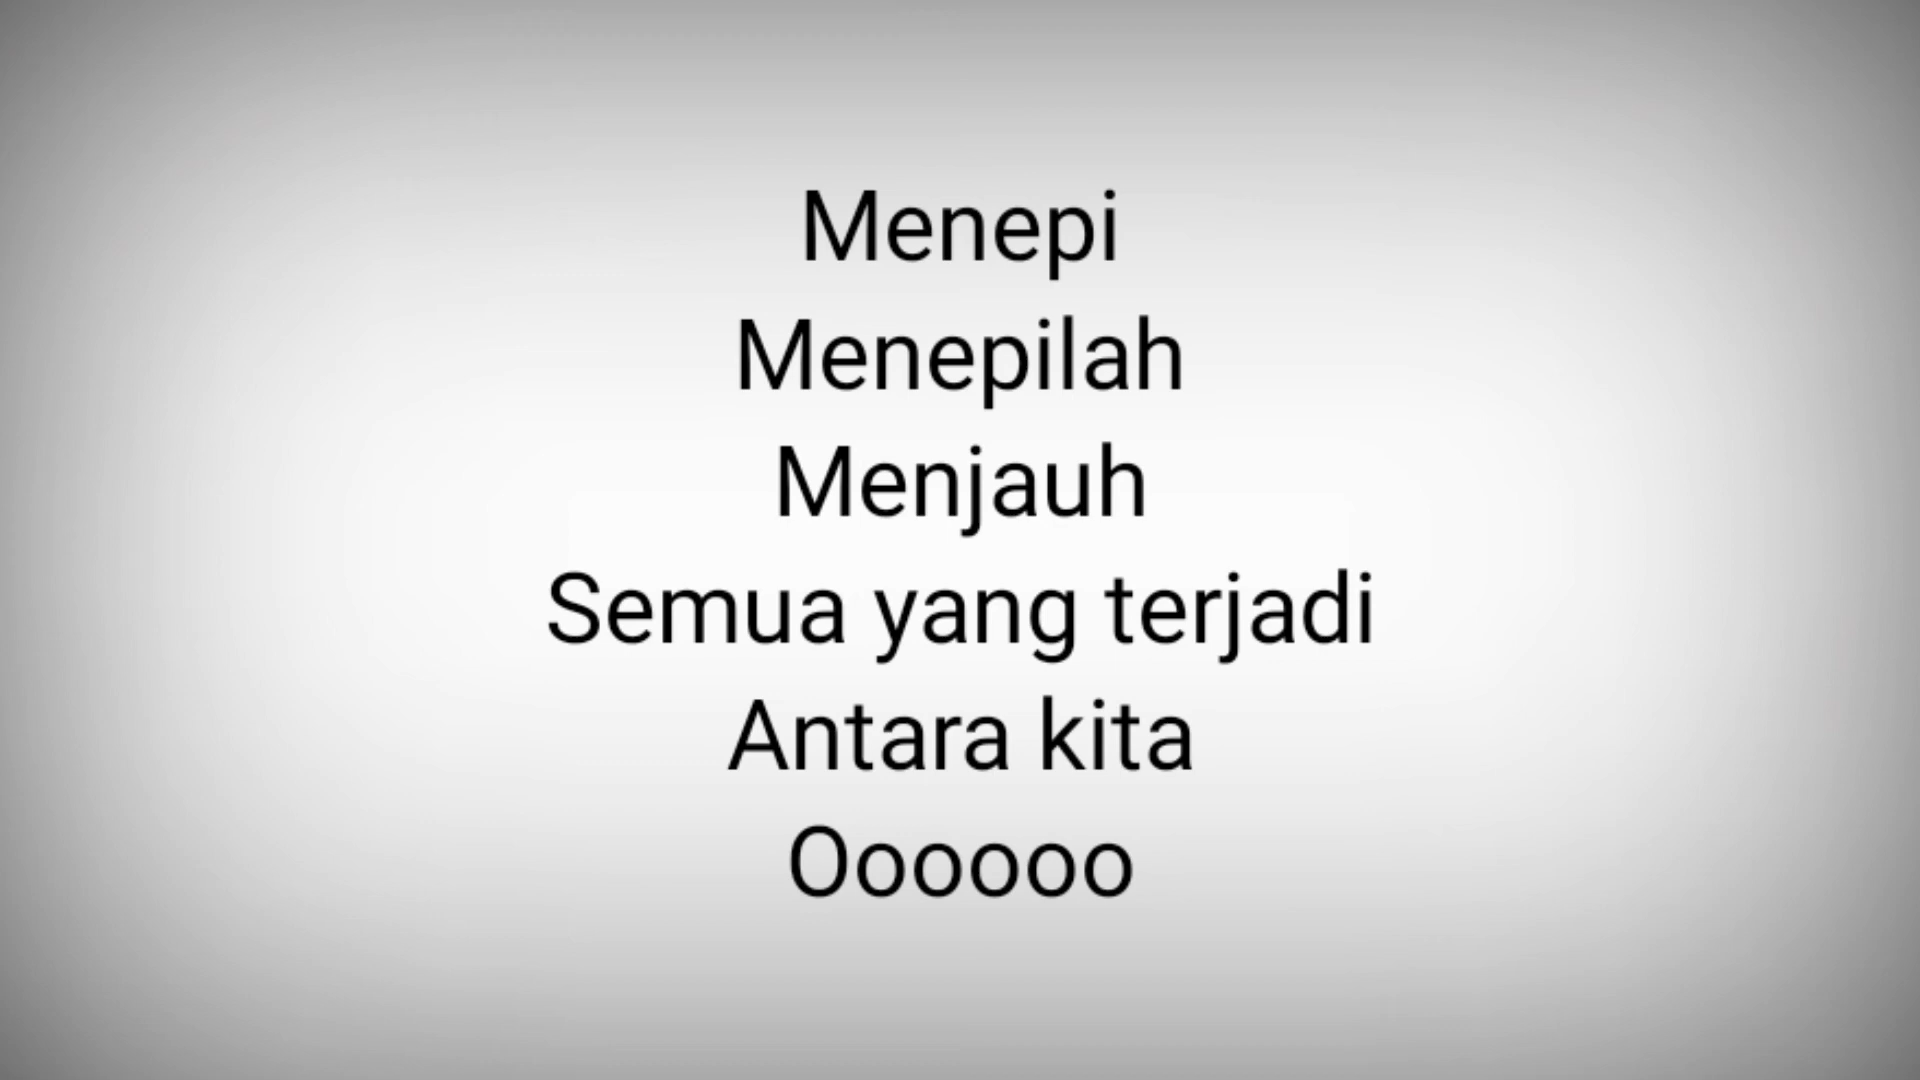 Menepi
Menepilah
Menjauh
Semua yang terjadi
Antara kita
Oooooo